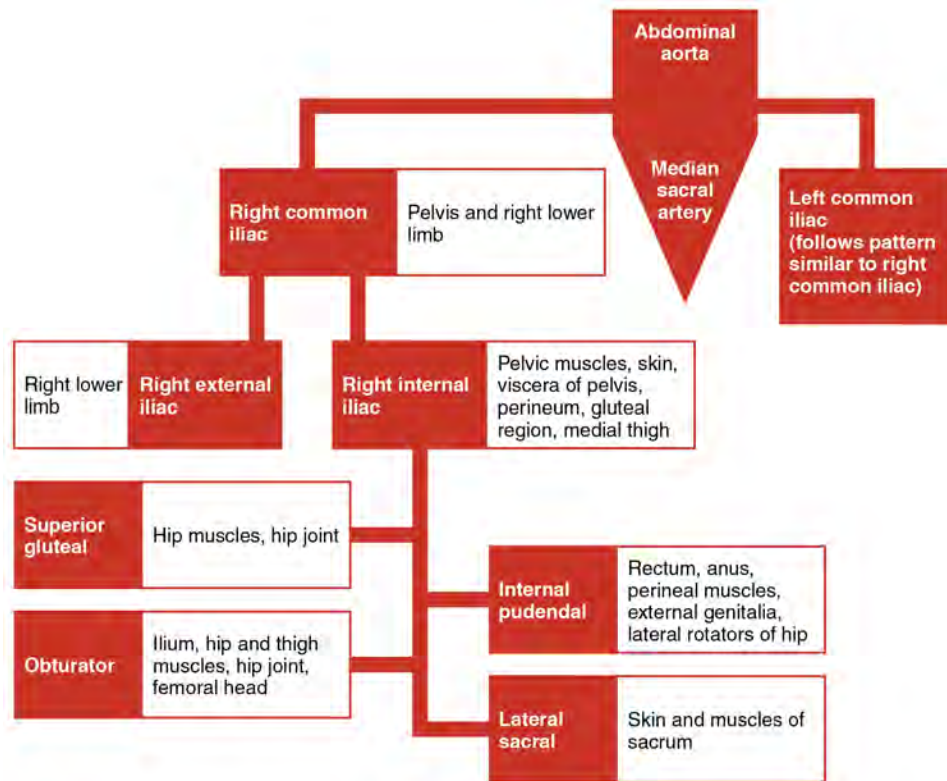 Abdominal
aorta
Median
sacral
artery
Right common
iliac
Pelvis and right lower
limb
Left common
iliac
(follows pattern
similar to right
common iliac)
Right lower
limb
Right external
iliac
Right internal
iliac
Pelvic muscles, skin,
viscera of pelvis,
perineum, gluteal
region, medial thigh
Superior
gluteal
Hip muscles, hip joint
Internal
pudendal
Rectum, anus,
perineal muscles,
external genitalia,
lateral rotators of hip
Obturator
Ilium, hip and thigh
muscles, hip joint,
femoral head
Lateral
sacral
Skin and muscles of
sacrum